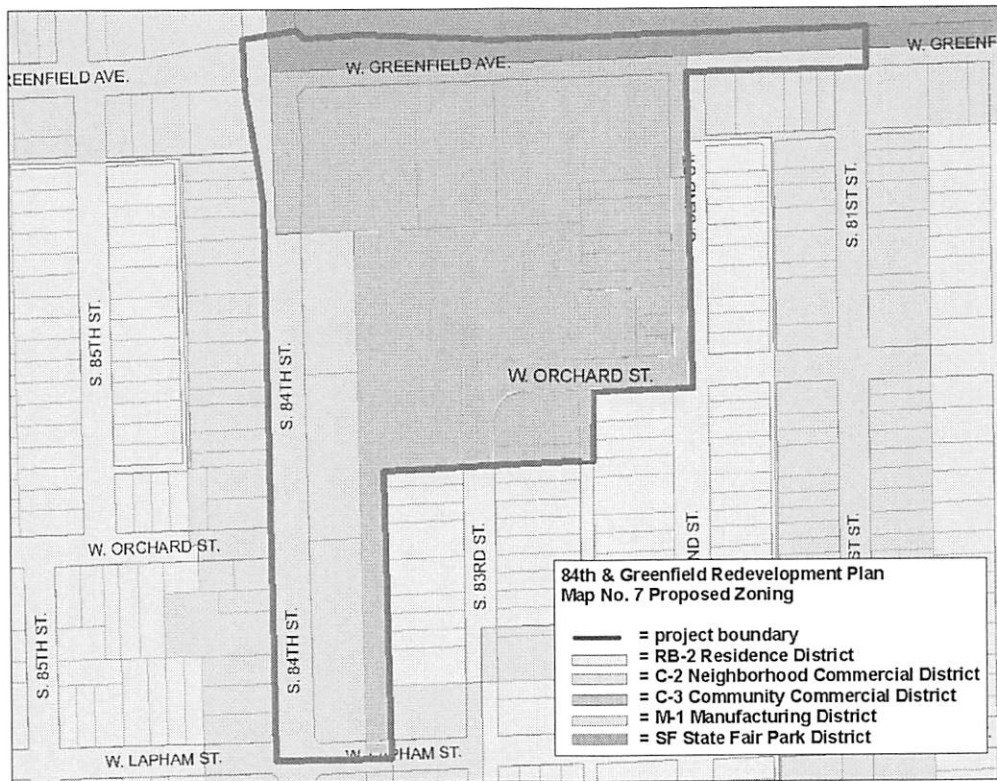 REENFIELD AVE.
W. GREENFIELD AVE.
W. GREENF
S. 85TH ST.
S. 84TH ST.
S. 81ST ST.
W. ORCHARD ST.
W. ORCHARD ST.
S. 85TH ST.
S. 84TH ST.
S. 83RD ST.
ND ST.
ST ST.
W. LAPHAM ST.
84th & Greenfield Redevelopment Plan
Map No. 7 Proposed Zoning
= project boundary
= RB-2 Residence District
= C-2 Neighborhood Commercial District
= C-3 Community Commercial District
= M-1 Manufacturing District
= SF State Fair Park District